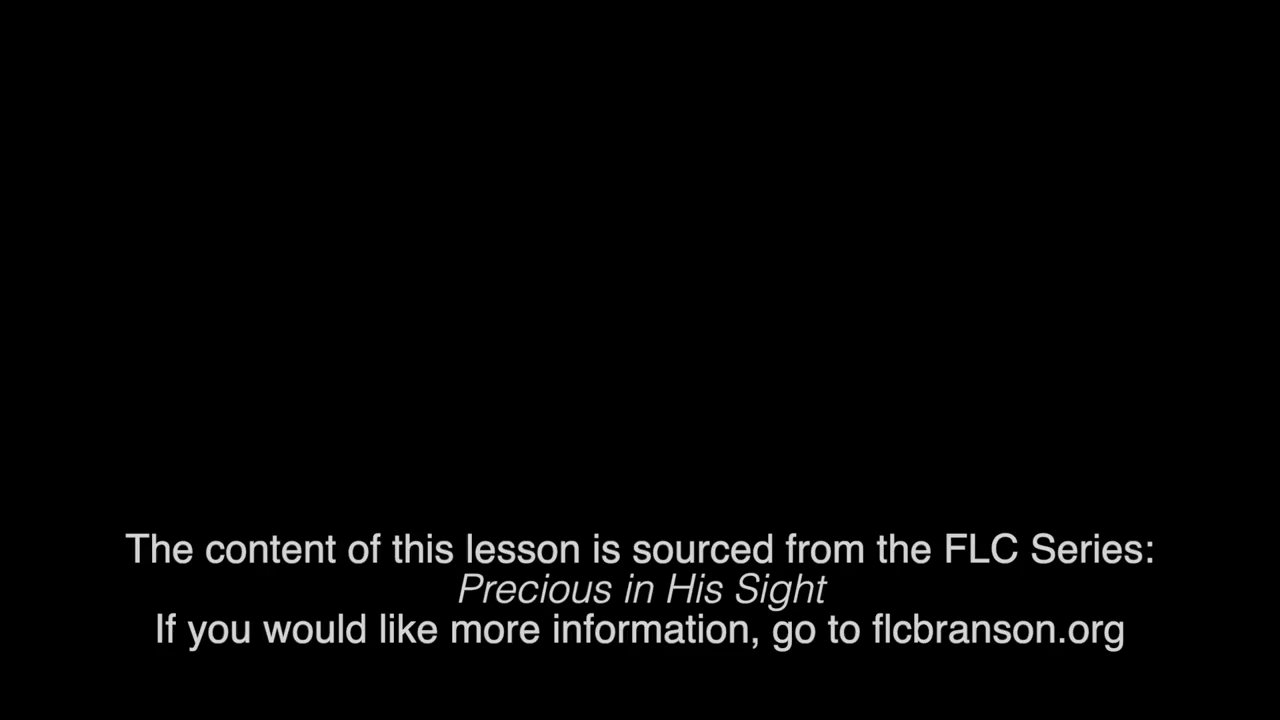 The content of this lesson is sourced from the FLC Series:
Precious in His Sight
If you would like more information, go to flcbranson.org